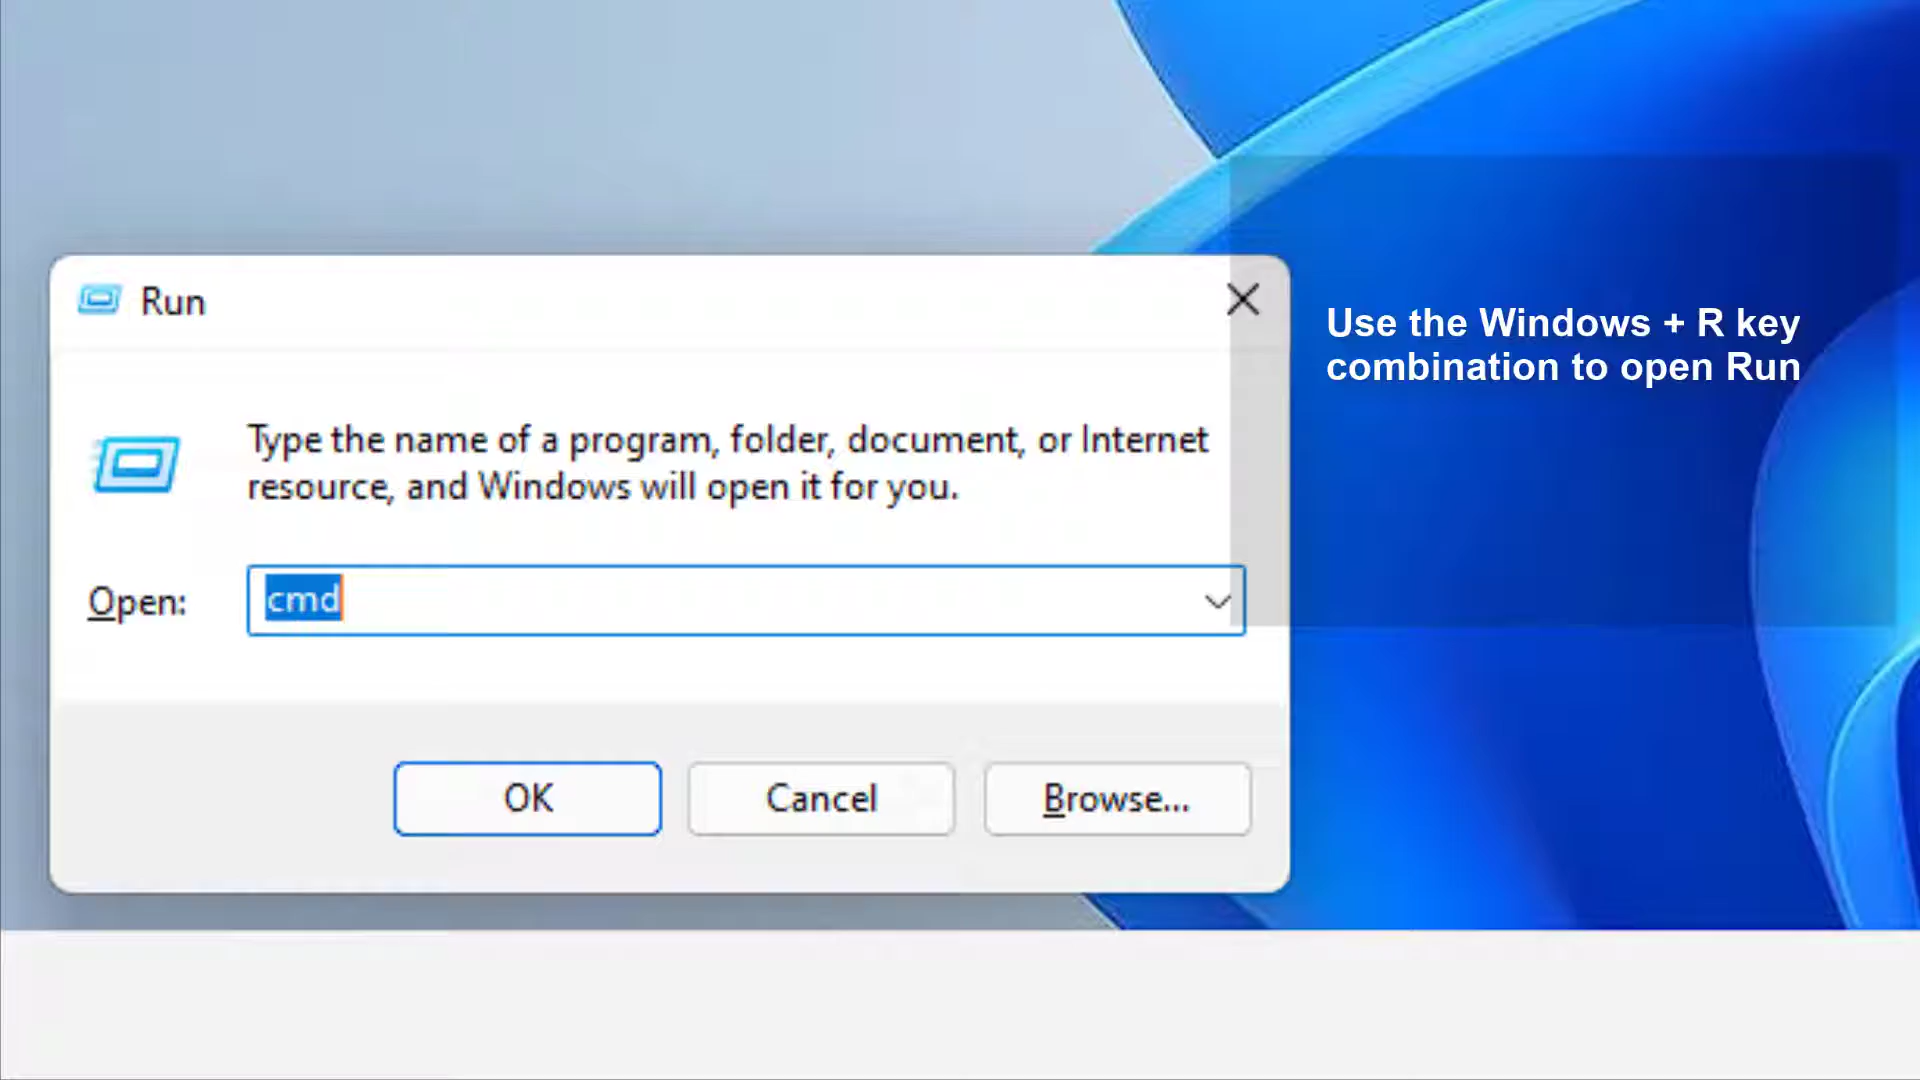 Run
Use the Windows + R key
combination to open Run
Type the name of a program, folder, document, or Internet
resource, and Windows will open it for you.
Open:
cmd
OK
Cancel
Browse...